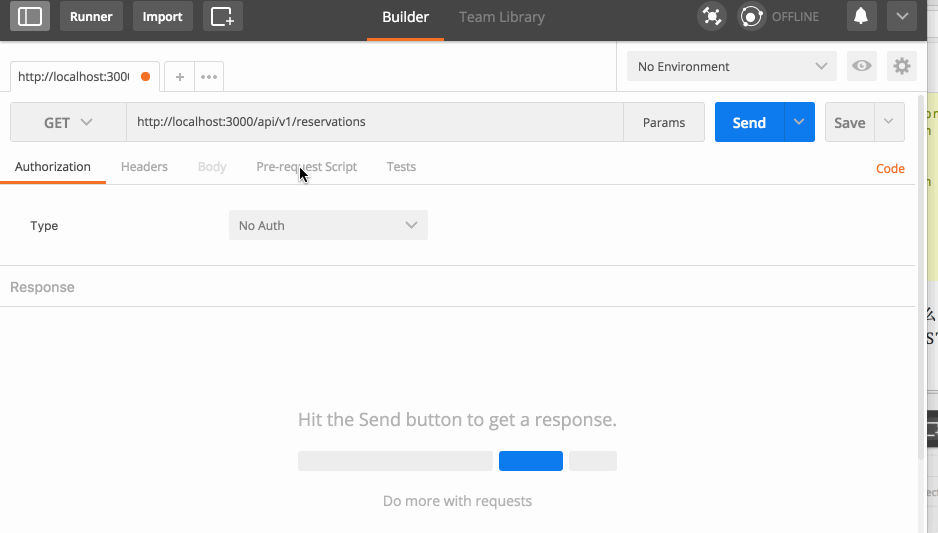 Runner Import Builder Team Library OFFLINE
http://localhost:300 No Environment
GET http://localhost:3000/api/v1/reservations Params Send Save
Authorization Headers Body Pre-request Script Tests Code
Type No Auth
Response
Hit the Send button to get a response.
Do more with requests